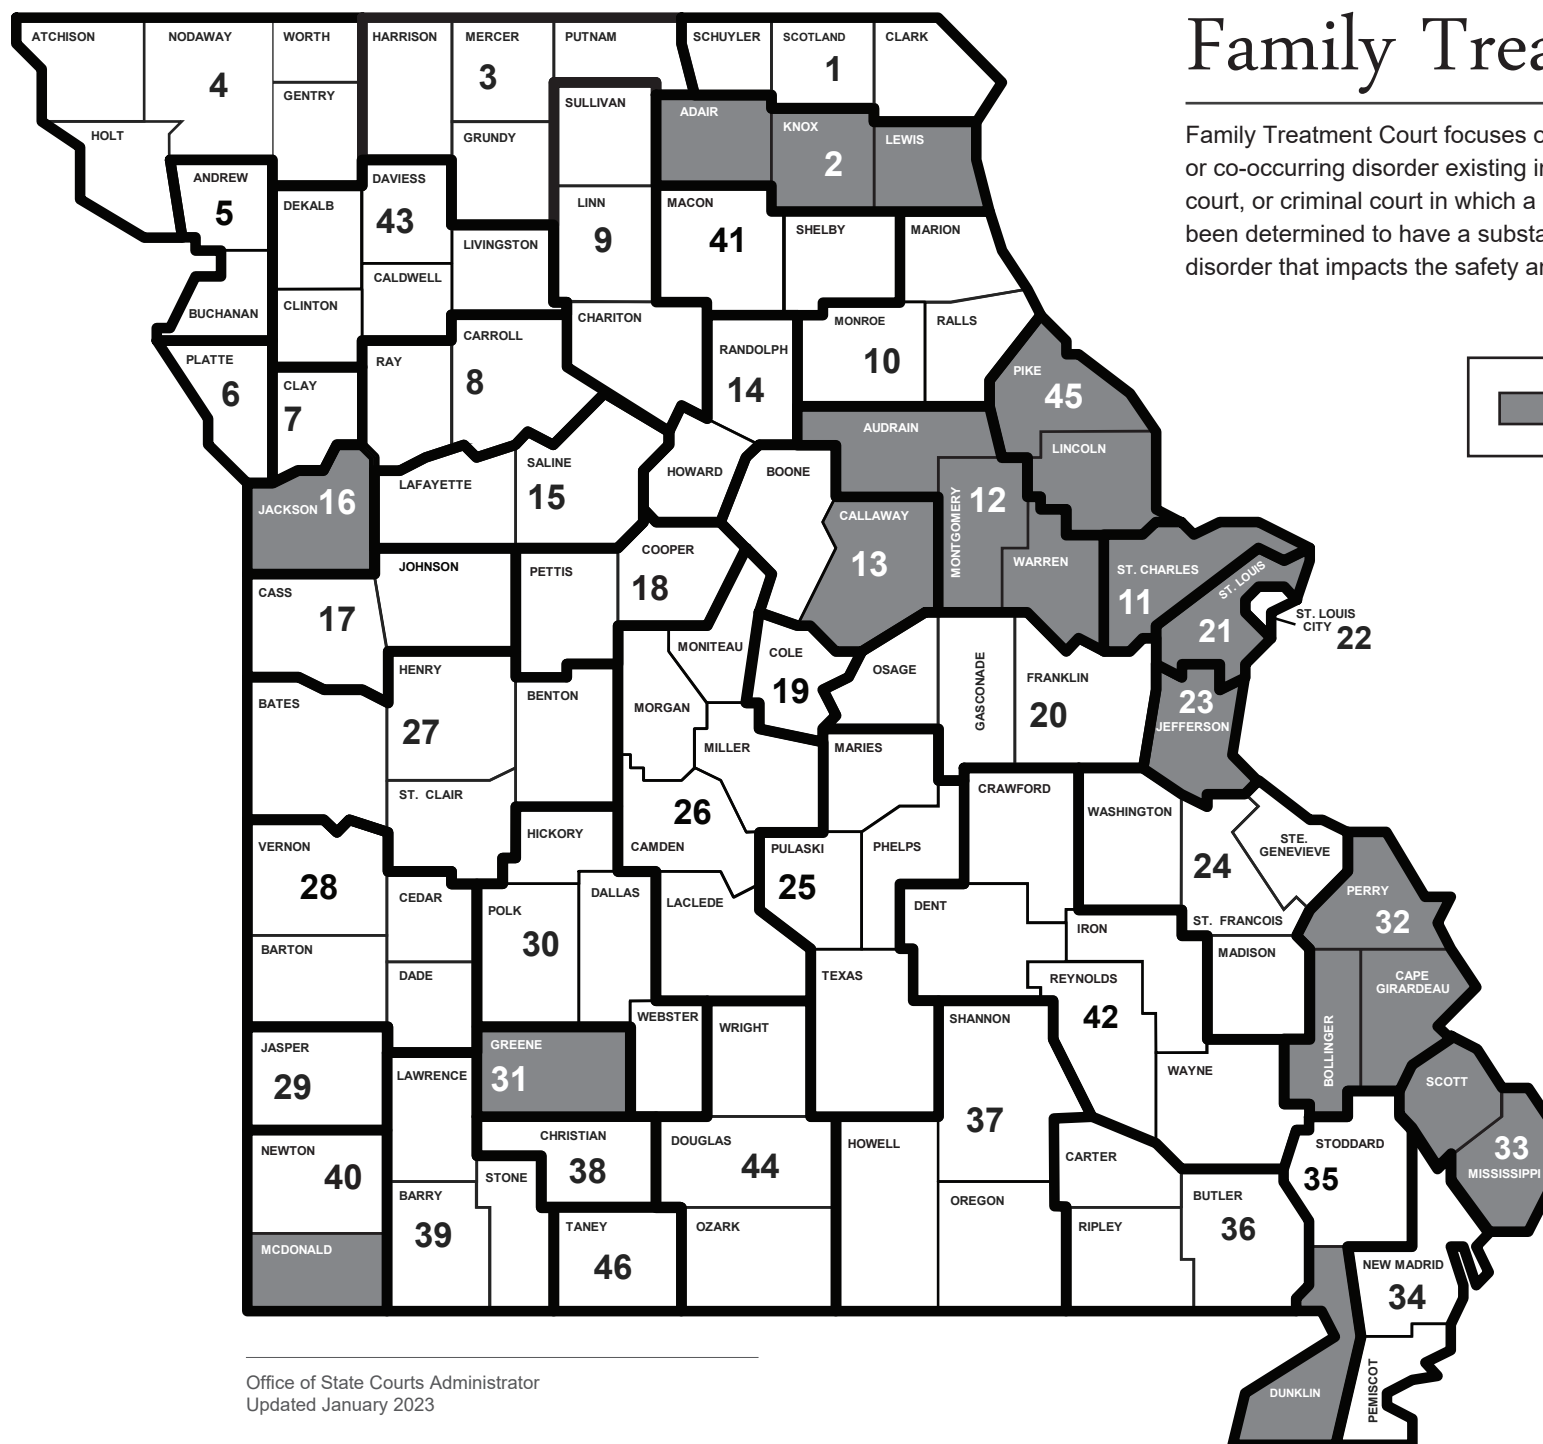 Family Trea
Family Treatment Court focuses o
or co-occurring disorder existing i
court, or criminal court in which a
been determined to have a substa
disorder that impacts the safety a
ATCHISON
NODAWAY
WORTH
HARRISON
MERCER
PUTNAM
SCHUYLER
SCOTLAND
CLARK
4
3
1
GENTRY
SULLIVAN
ADAIR
KNOX
LEWIS
HOLT
GRUNDY
2
ANDREW
DAVIESS
5
DEKALB
43
LINN
MACON
9
41
SHELBY
MARION
LIVINGSTON
CALDWELL
BUCHANAN
CLINTON
CHARITON
MONROE
RALLS
CARROLL
RANDOLPH
10
PLATTE
RAY
PIKE
6
CLAY
8
14
45
7
AUDRAIN
LINCOLN
SALINE
HOWARD
BOONE
LAFAYETTE
15
JACKSON 16
CALLAWAY
MONTGOMERY
12
13
COOPER
JOHNSON
PETTIS
18
WARREN
ST. CHARLES
ST. LOUIS
CASS
11
17
21
ST. LOUIS
CITY 22
MONITEAU
COLE
19
OSAGE
GASCONADE
FRANKLIN
20
HENRY
BATES
BENTON
MORGAN
23
JEFFERSON
27
MILLER
MARIES
ST. CLAIR
CRAWFORD
WASHINGTON
26
HICKORY
CAMDEN
VERNON
PULASKI
PHELPS
STE.
GENEVIEVE
28
25
24
CEDAR
DALLAS
LACLEDE
PERRY
POLK
DENT
32
30
IRON
ST. FRANCOIS
BARTON
MADISON
DADE
TEXAS
REYNOLDS
CAPE
GIRARDEAU
WEBSTER
WRIGHT
SHANNON
42
JASPER
GREENE
BOLLINGER
29
LAWRENCE
31
WAYNE
SCOTT
37
CHRISTIAN
DOUGLAS
HOWELL
STODDARD
NEWTON
38
44
CARTER
33
MISSISSIPPI
40
STONE
35
BARRY
OREGON
BUTLER
39
TANEY
OZARK
RIPLEY
36
MCDONALD
46
NEW MADRID
34
DUNKLIN
PEMISCOT
Office of State Courts Administrator
Updated January 2023